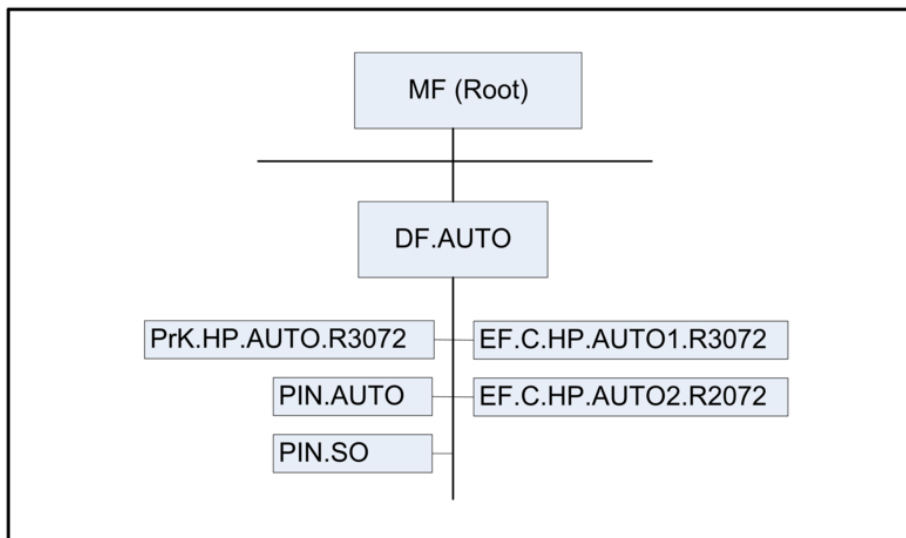 MF (Root)
DF.AUTO
PrK.HP.AUTO.R3072
EF.C.HP.AUTO1.R3072
PIN.AUTO
EF.C.HP.AUTO2.R2072
PIN.SO